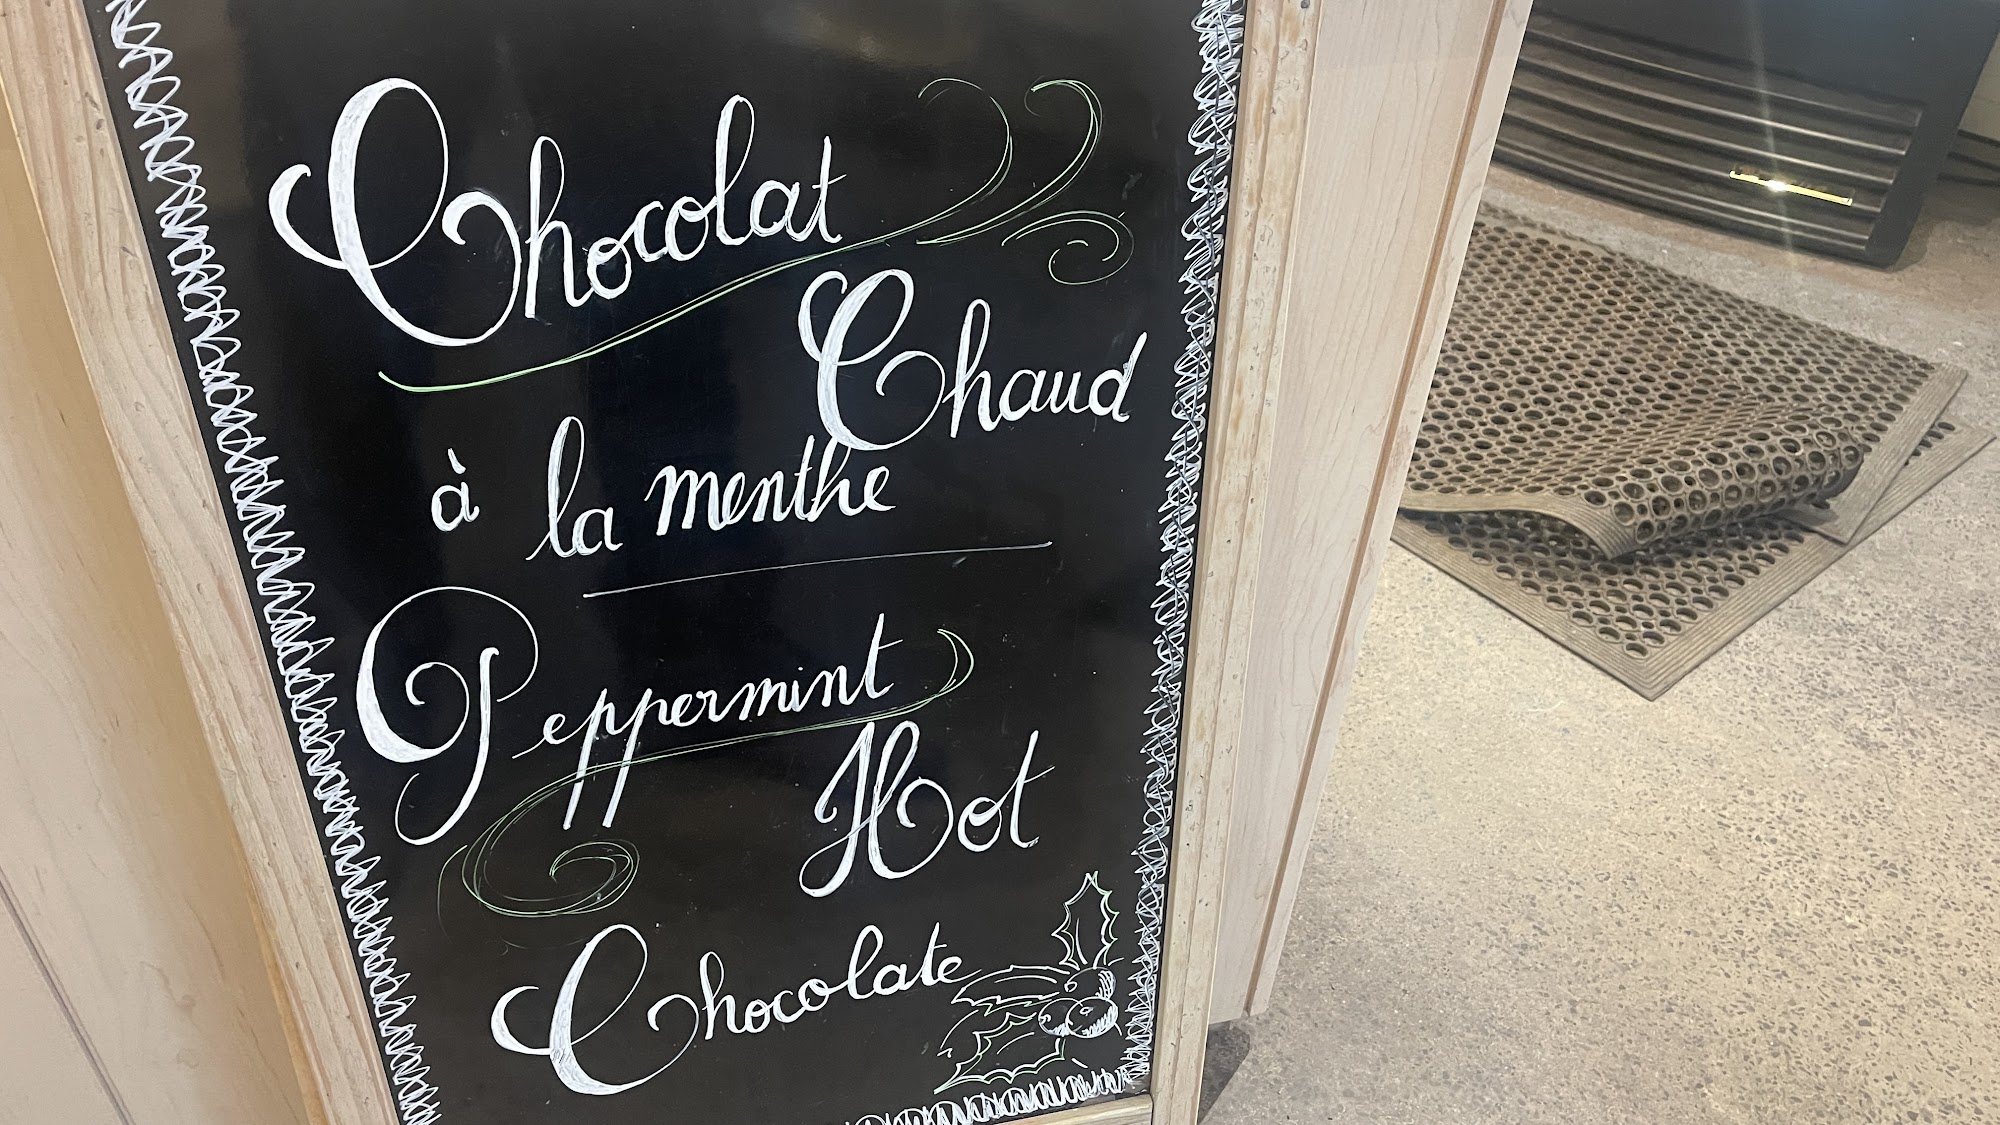 Chocolat
Chaud
à la menthe
Peppermint
Hot
Chocolate